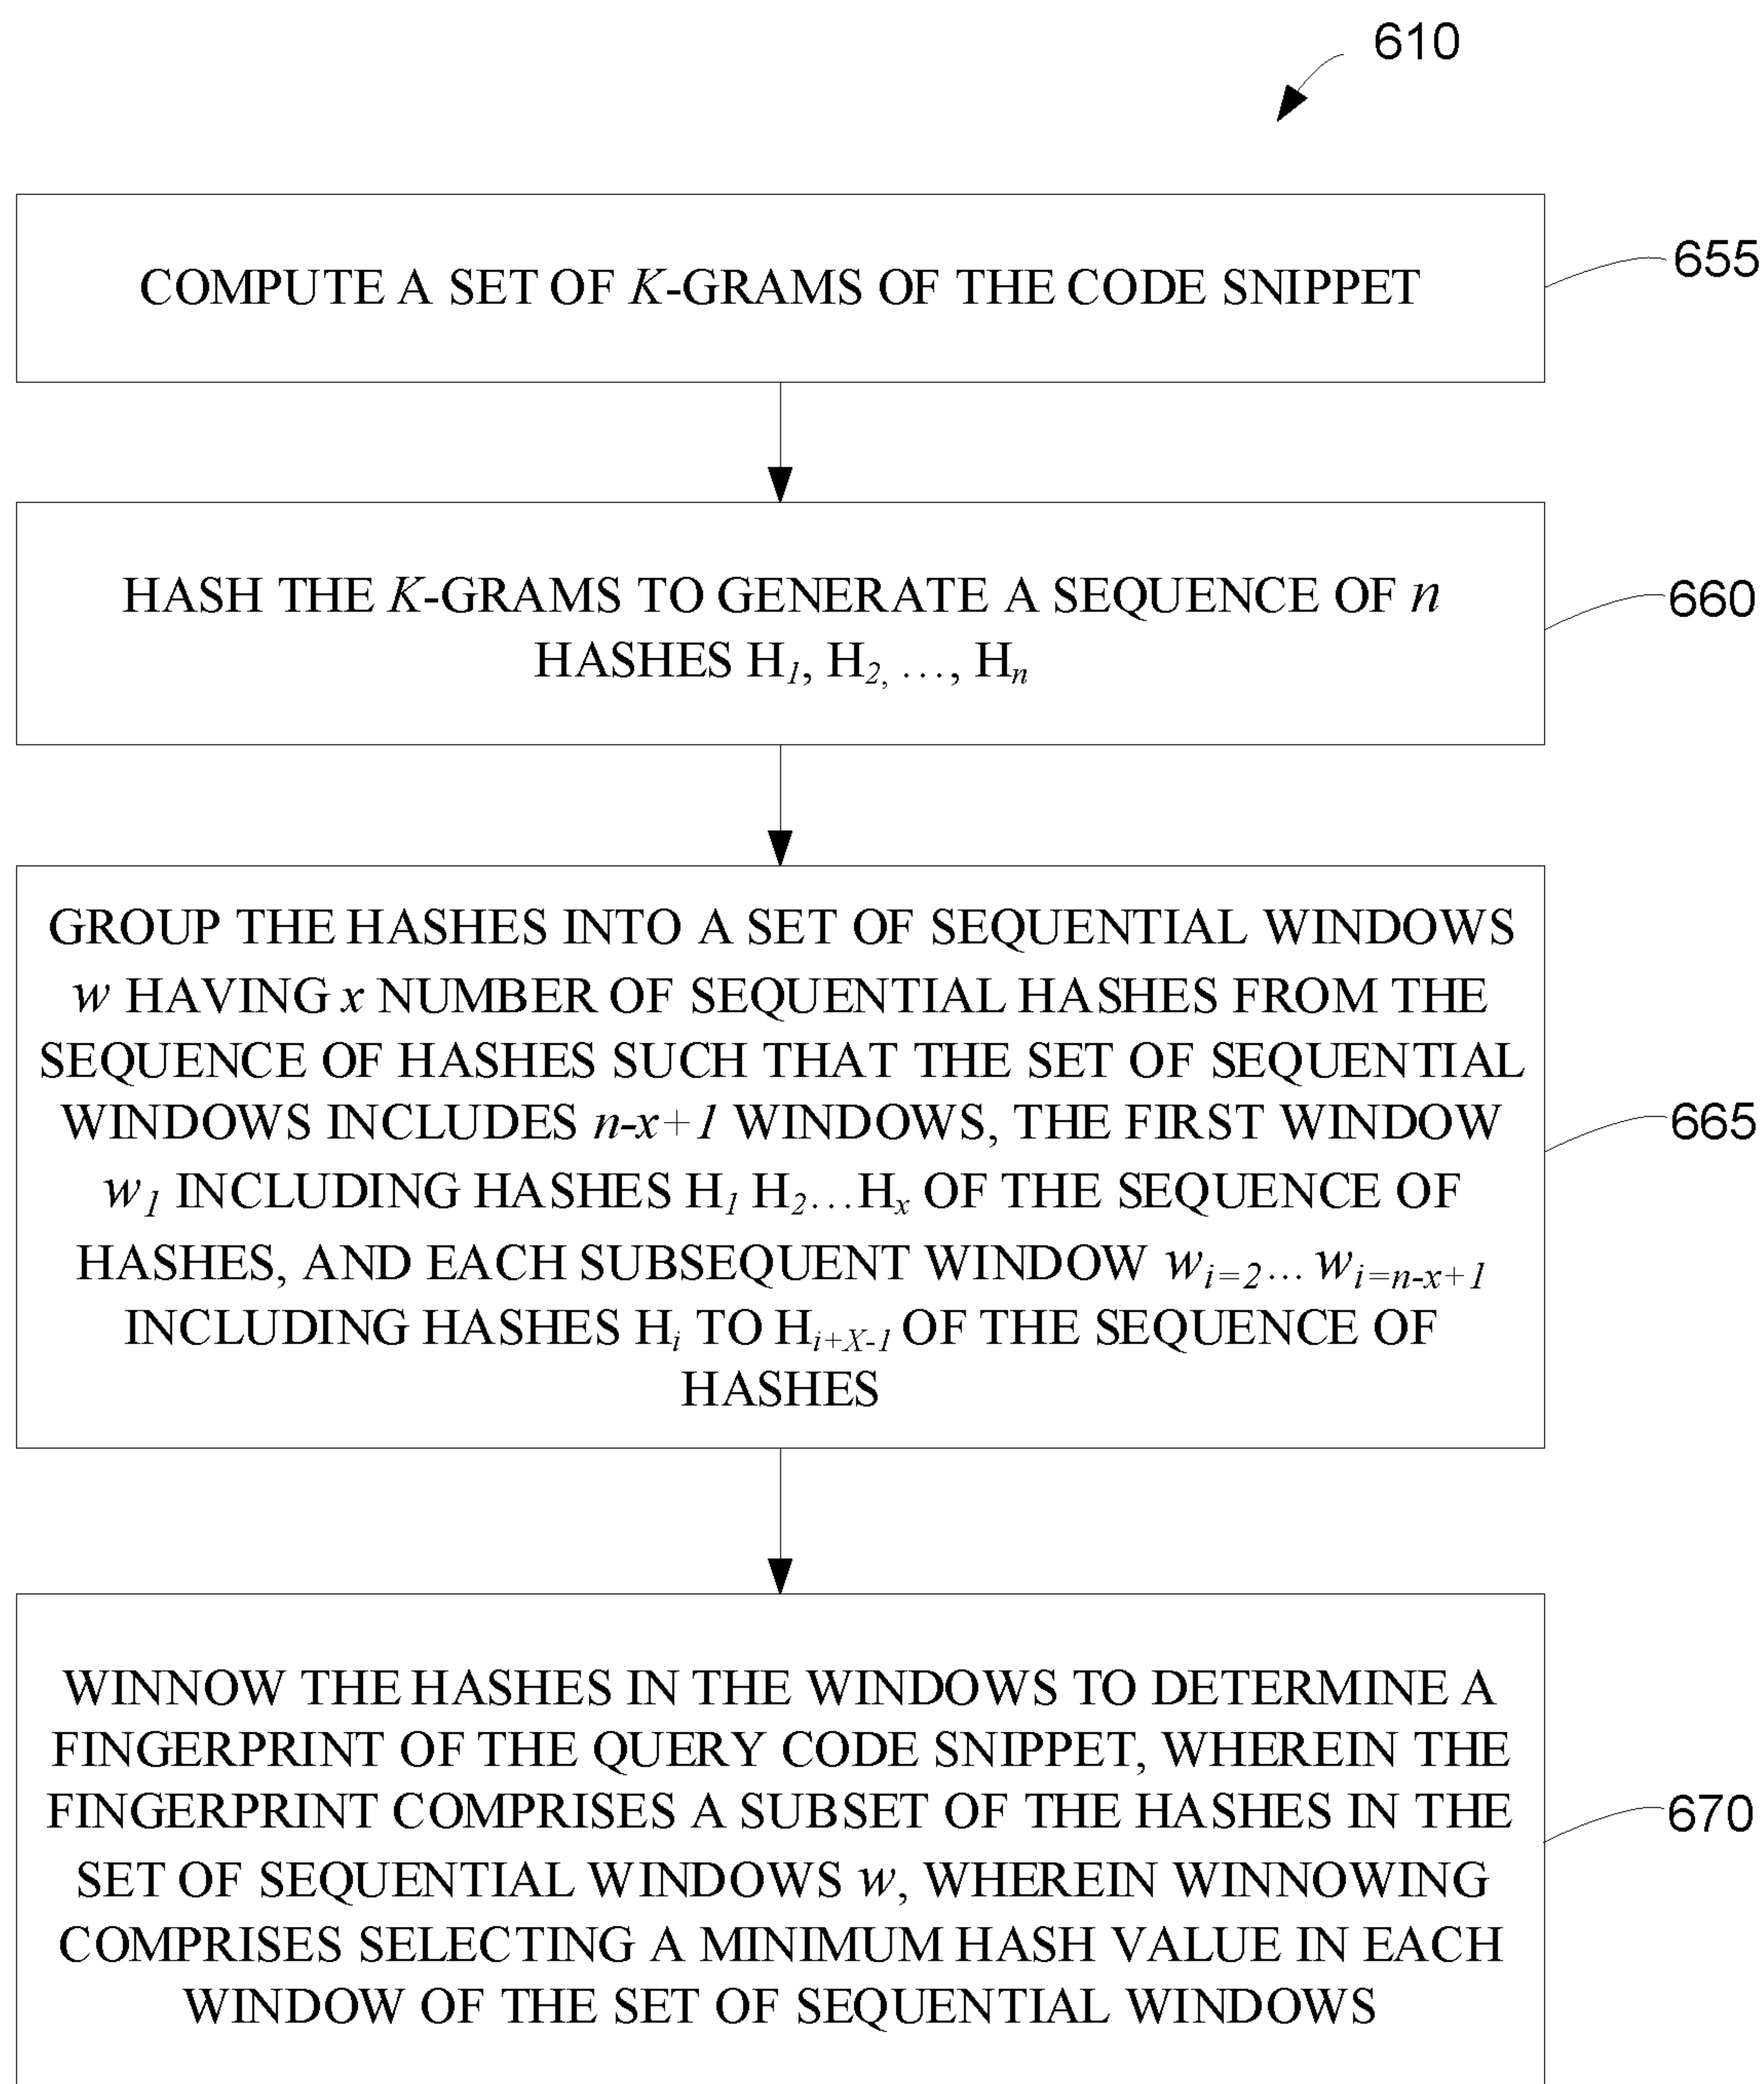 610
COMPUTE A SET OF K-GRAMS OF THE CODE SNIPPET
655
HASH THE K-GRAMS TO GENERATE A SEQUENCE OF n
HASHES H1, H2, ..., Hn
660
GROUP THE HASHES INTO A SET OF SEQUENTIAL WINDOWS
w HAVING x NUMBER OF SEQUENTIAL HASHES FROM THE
SEQUENCE OF HASHES SUCH THAT THE SET OF SEQUENTIAL
WINDOWS INCLUDES n-x+1 WINDOWS, THE FIRST WINDOW
w1 INCLUDING HASHES H1 H2...Hx OF THE SEQUENCE OF
HASHES, AND EACH SUBSEQUENT WINDOW wi=2... wi=n-x+1
INCLUDING HASHES Hi TO Hi+X-1 OF THE SEQUENCE OF
HASHES
665
WINNOW THE HASHES IN THE WINDOWS TO DETERMINE A
FINGERPRINT OF THE QUERY CODE SNIPPET, WHEREIN THE
FINGERPRINT COMPRISES A SUBSET OF THE HASHES IN THE
SET OF SEQUENTIAL WINDOWS w, WHEREIN WINNOWING
COMPRISES SELECTING A MINIMUM HASH VALUE IN EACH
WINDOW OF THE SET OF SEQUENTIAL WINDOWS
670